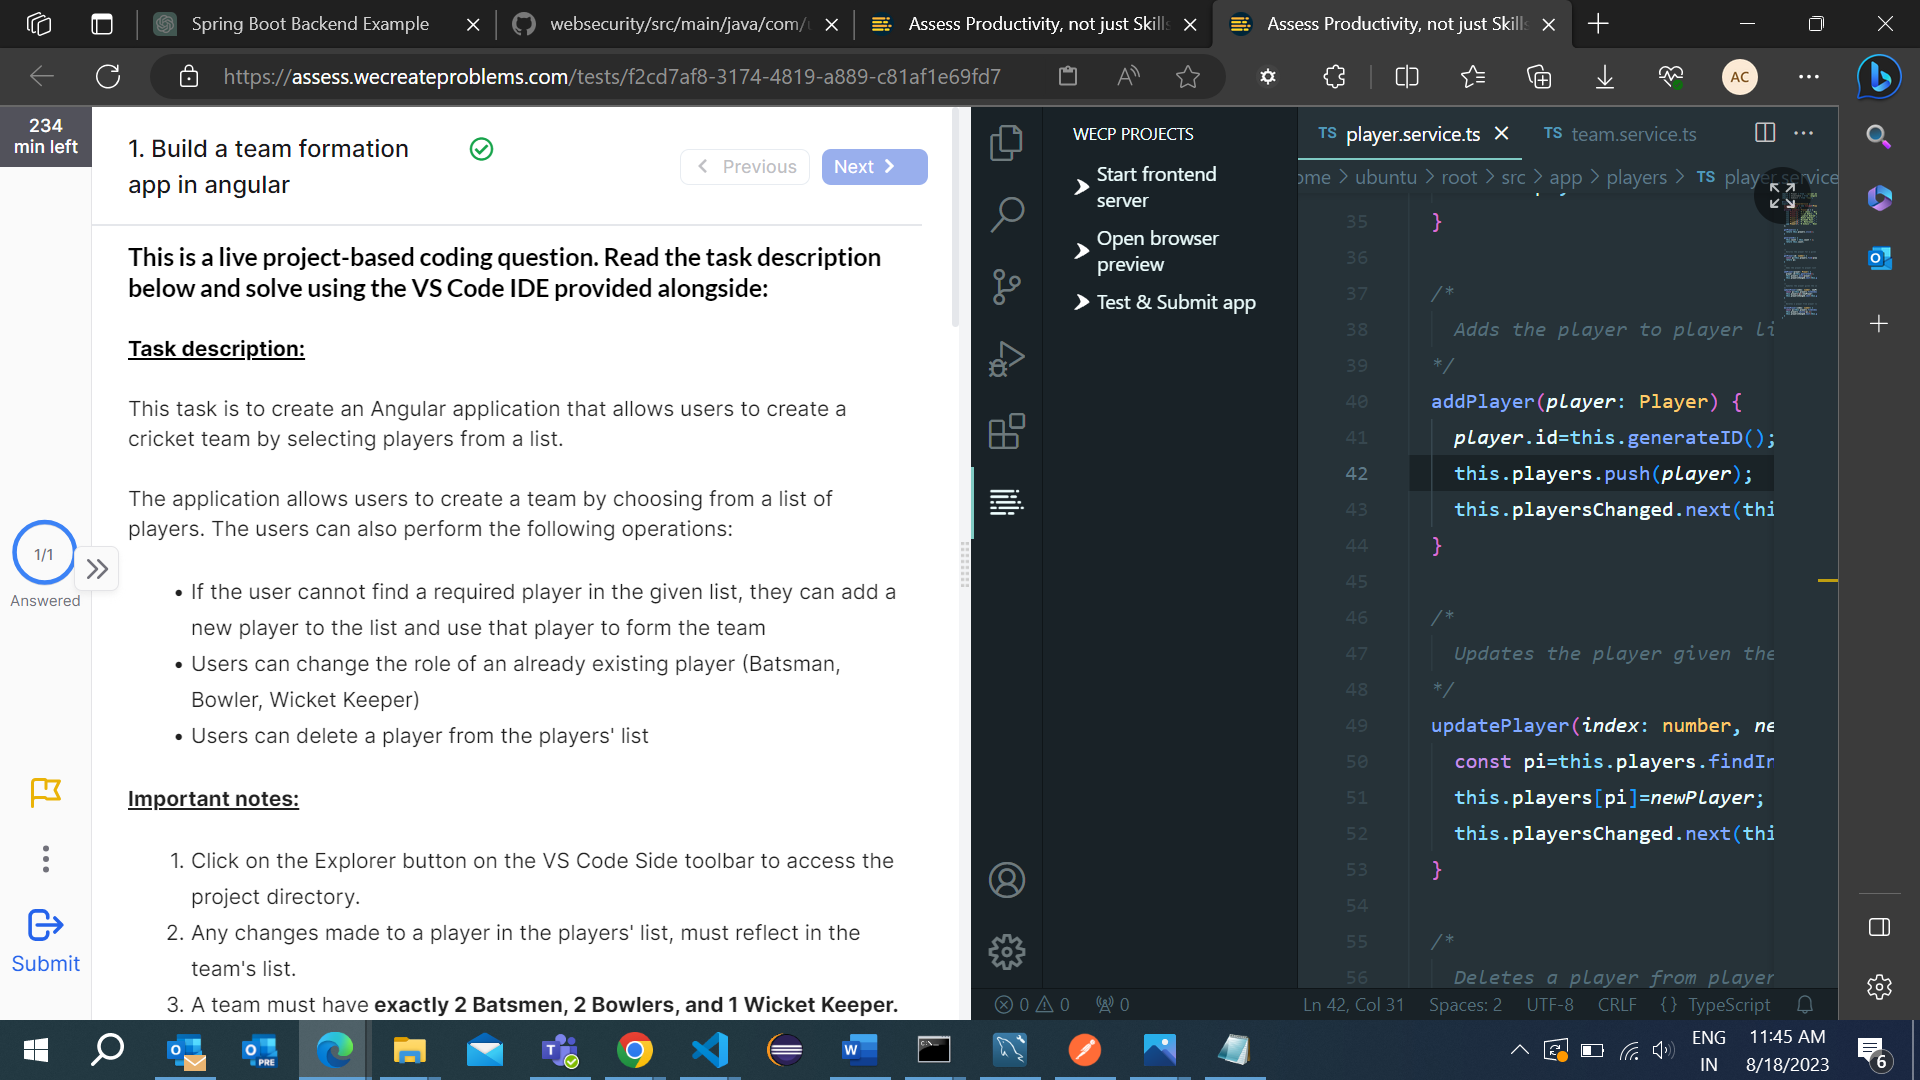 Spring Boot Backend Example
websecurity/src/main/java/com/
Assess Productivity, not just Skills
Assess Productivity, not just Skills
https://assess.wecreateproblems.com/tests/f2cd7af8-3174-4819-a889-c81af1e69fd7
AC
234
min left
1. Build a team formation
app in angular
Previous
Next
This is a live project-based coding question. Read the task description
below and solve using the VS Code IDE provided alongside:
Task description:
This task is to create an Angular application that allows users to create a
cricket team by selecting players from a list.
The application allows users to create a team by choosing from a list of
players. The users can also perform the following operations:
• If the user cannot find a required player in the given list, they can add a
new player to the list and use that player to form the team
• Users can change the role of an already existing player (Batsman,
Bowler, Wicket Keeper)
• Users can delete a player from the players' list
Important notes:
1. Click on the Explorer button on the VS Code Side toolbar to access the
project directory.
2. Any changes made to a player in the players' list, must reflect in the
team's list.
3. A team must have exactly 2 Batsmen, 2 Bowlers, and 1 Wicket Keeper.
1/1
Answered
Submit
WECP PROJECTS
Start frontend
server
Open browser
preview
Test & Submit app
TS player.service.ts
TS team.service.ts
ome > ubuntu > root > src > app > players > TS player.service
35 }
36
37 /*
38 Adds the player to player li
39 */
40 addPlayer(player: Player) {
41 player.id=this.generateID();
42 this.players.push(player);
43 this.playersChanged.next(thi
44 }
45
46 /*
47 Updates the player given the
48 */
49 updatePlayer(index: number, ne
50 const pi=this.players.findIn
51 this.players[pi]=newPlayer;
52 this.playersChanged.next(thi
53 }
54
55 /*
56 Deletes a player from player
0 0 0
Ln 42, Col 31 Spaces: 2 UTF-8 CRLF {} TypeScript
ENG
IN
11:45 AM
8/18/2023
6